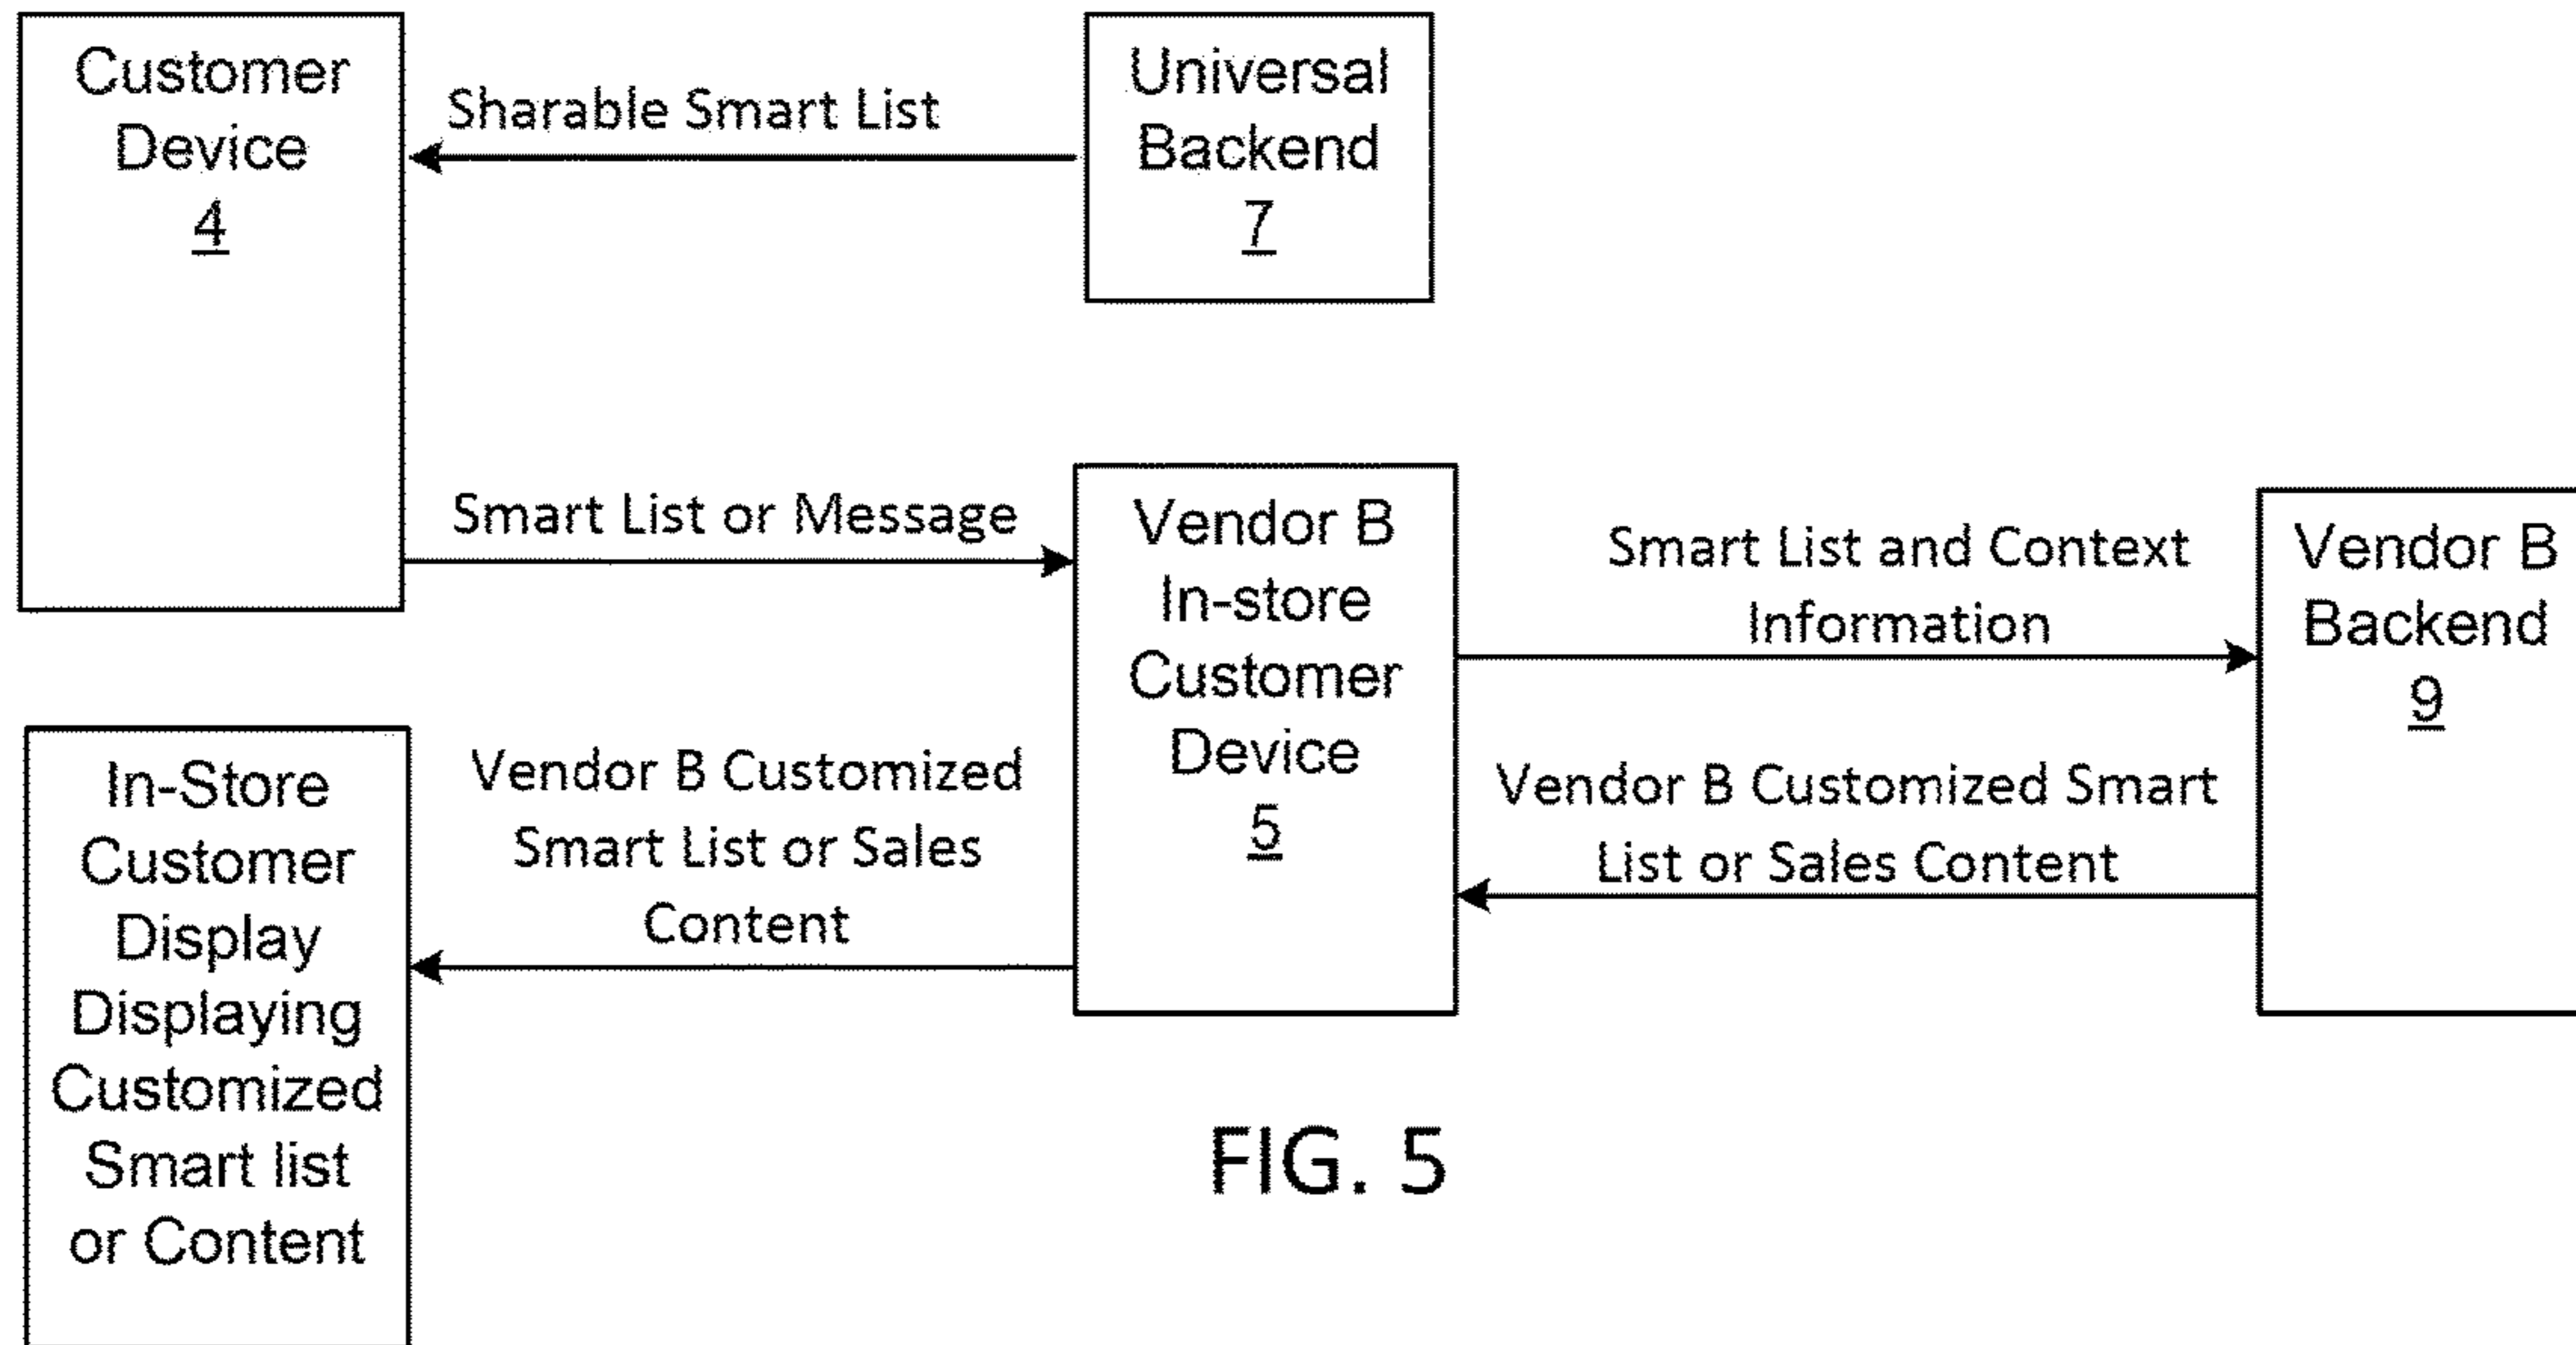 Customer
Device
4
Sharable Smart List
Universal
Backend
7
Smart List or Message
Vendor B
In-store
Customer
Device
5
Smart List and Context
Information
Vendor B
Backend
9
Vendor B Customized Smart
List or Sales Content
Vendor B Customized
Smart List or Sales
Content
In-Store
Customer
Display
Displaying
Customized
Smart list
or Content
FIG. 5